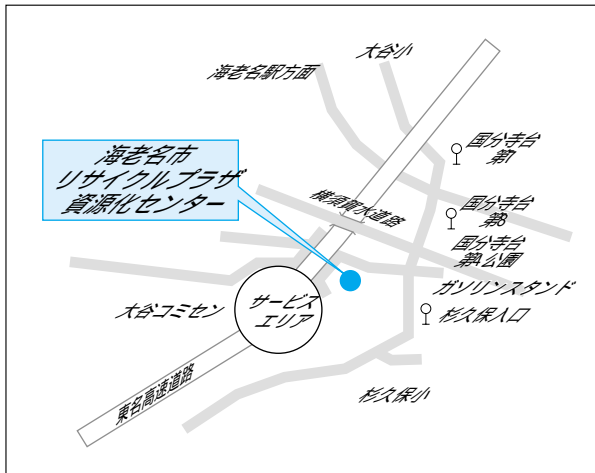 大谷小
海老名駅方面
国分寺台
第1
海老名市
リサイクルプラザ
資源化センター
横須賀水道路
国分寺台
第8
国分寺台
第4公園
ガソリンスタンド
大谷コミセン
サービス
エリア
杉久保入口
東名高速道路
杉久保小